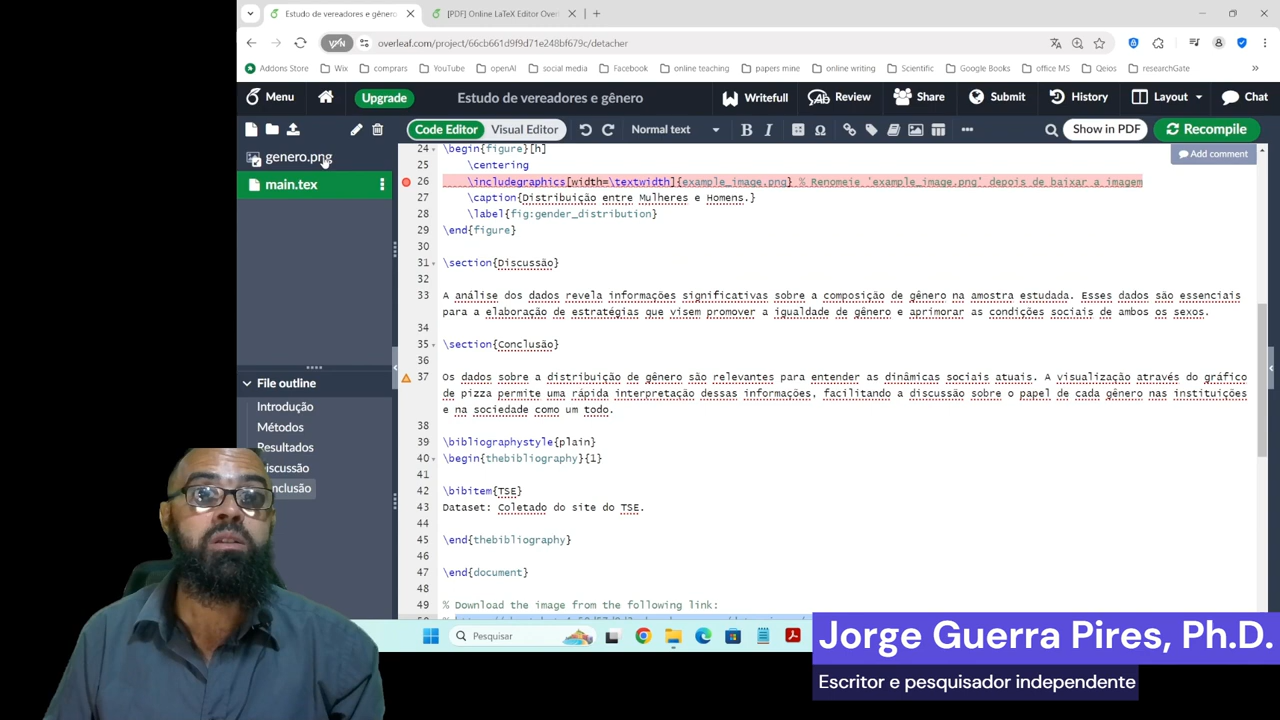 Estudo de vereadores e gênero
[PDF] Online LaTeX Editor Over
VPN
overleaf.com/project/66cb661d9f9d71e248bf679c/detacher
Addons Store
Wix
comprars
YouTube
openAI
social media
Facebook
online teaching
papers mine
online writing
Scientific
Google Books
office MS
Qeios
researchGate
Menu
Upgrade
Estudo de vereadores e gênero
Writefull
Review
Share
Submit
History
Layout
Chat
Code Editor
Visual Editor
Normal text
B
I
Show in PDF
Recompile
genero.png
main.tex
Add comment
24 \begin{figure}[h]
25 \centering
26 \includegraphics[width=\textwidth]{example_image.png} % Renomeie 'example_image.png' depois de baixar a imagem
27 \caption{Distribuição entre Mulheres e Homens.}
28 \label{fig:gender_distribution}
29 \end{figure}
30
31 \section{Discussão}
32
33 A análise dos dados revela informações significativas sobre a composição de gênero na amostra estudada. Esses dados são essenciais
para a elaboração de estratégias que visem promover a igualdade de gênero e aprimorar as condições sociais de ambos os sexos.
34
35 \section{Conclusão}
36
37 Os dados sobre a distribuição de gênero são relevantes para entender as dinâmicas sociais atuais. A visualização através do gráfico
de pizza permite uma rápida interpretação dessas informações, facilitando a discussão sobre o papel de cada gênero nas instituições
e na sociedade como um todo.
38
39 \bibliographystyle{plain}
40 \begin{thebibliography}{1}
41
42 \bibitem{TSE}
43 Dataset: Coletado do site do TSE.
44
45 \end{thebibliography}
46
47 \end{document}
48
49 % Download the image from the following link:
File outline
Introdução
Métodos
Resultados
iscussão
nclusão
Pesquisar
Jorge Guerra Pires, Ph.D.
Escritor e pesquisador independente